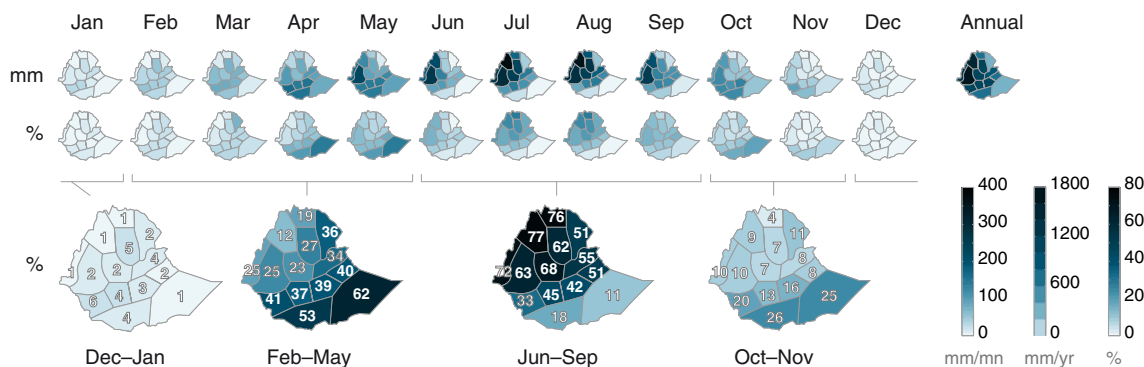 Jan Feb Mar Apr May Jun Jul Aug Sep Oct Nov Dec Annual
mm
%
400 1800 80
300 1200 60
200 40
600
100 20
0 0 0
mm/mn mm/yr %
%
1 1 2 5 4 1 2 2 2 3 4 6 4 1
19 12 36 27 34 25 25 23 40 39 37 41 53 62
76 77 51 62 55 72 63 68 51 42 45 33 18 11
4 9 11 7 8 10 10 7 8 16 13 20 26 25
Dec–Jan Feb–May Jun–Sep Oct–Nov